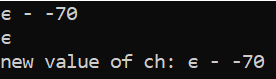 є - -70
є
new value of ch: є - -70